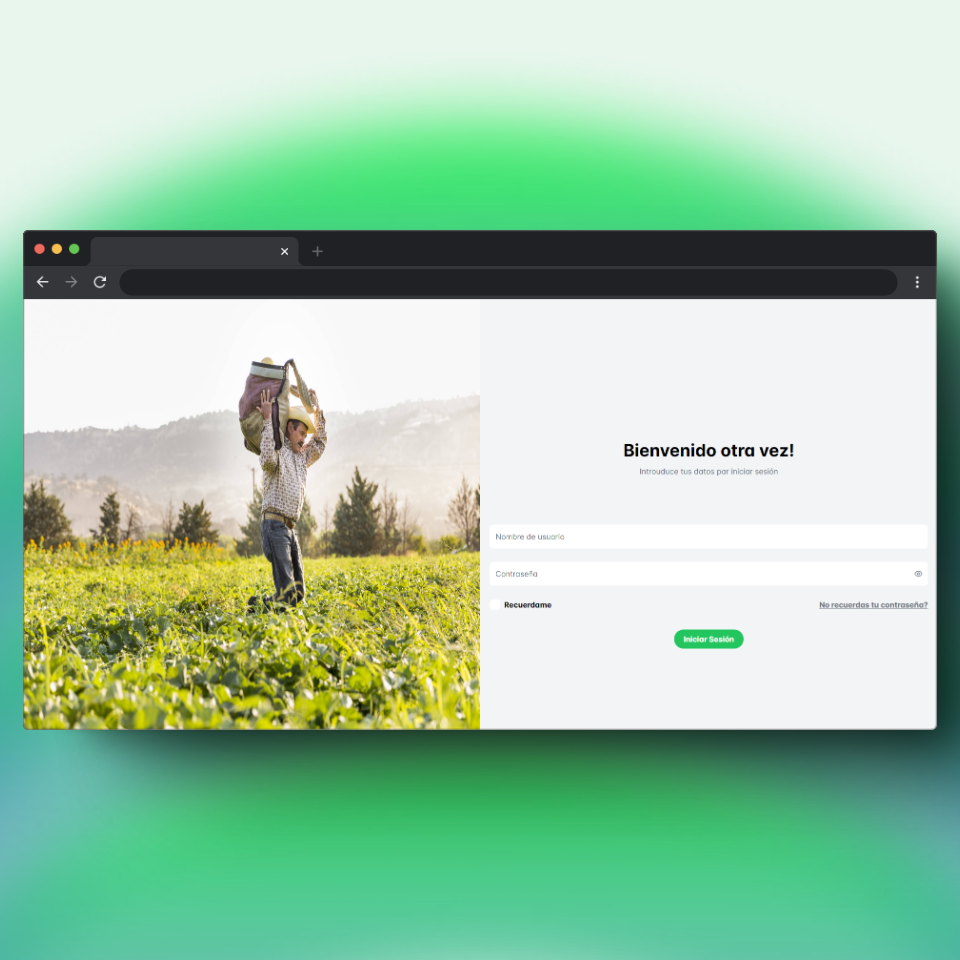 Bienvenido otra vez!
Introuduce tus datos par iniciar sesión
Nombre de usuario
Contraseña
Recuerdame
No recuerdas tu contraseña?
Iniciar Sesión